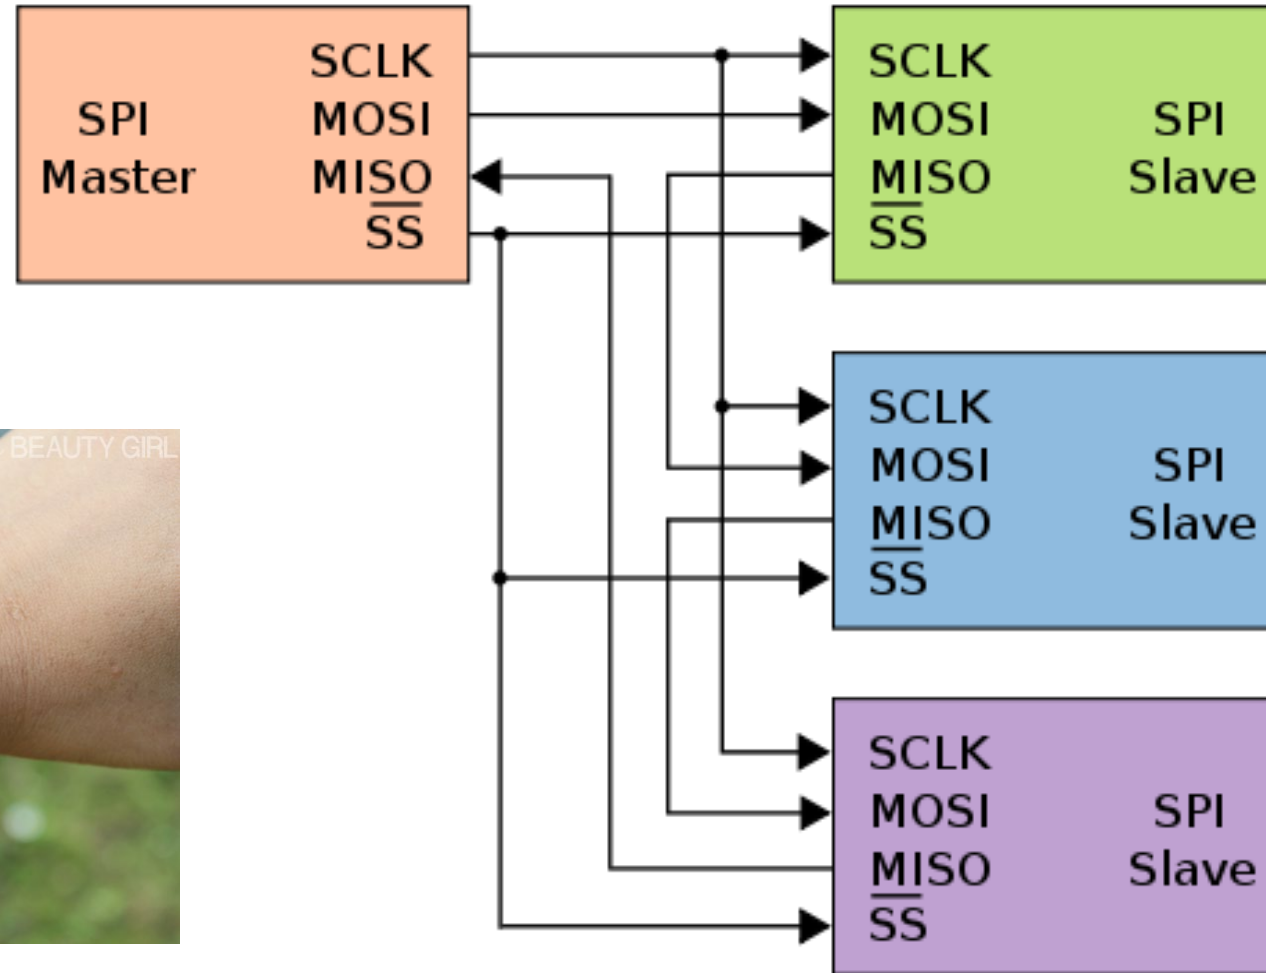 SPI
Master
SCLK
MOSI
MISO
SS
SCLK
MOSI
MISO
SS
SPI
Slave
SCLK
MOSI
MISO
SS
SPI
Slave
SCLK
MOSI
MISO
SS
SPI
Slave
BEAUTY GIRL